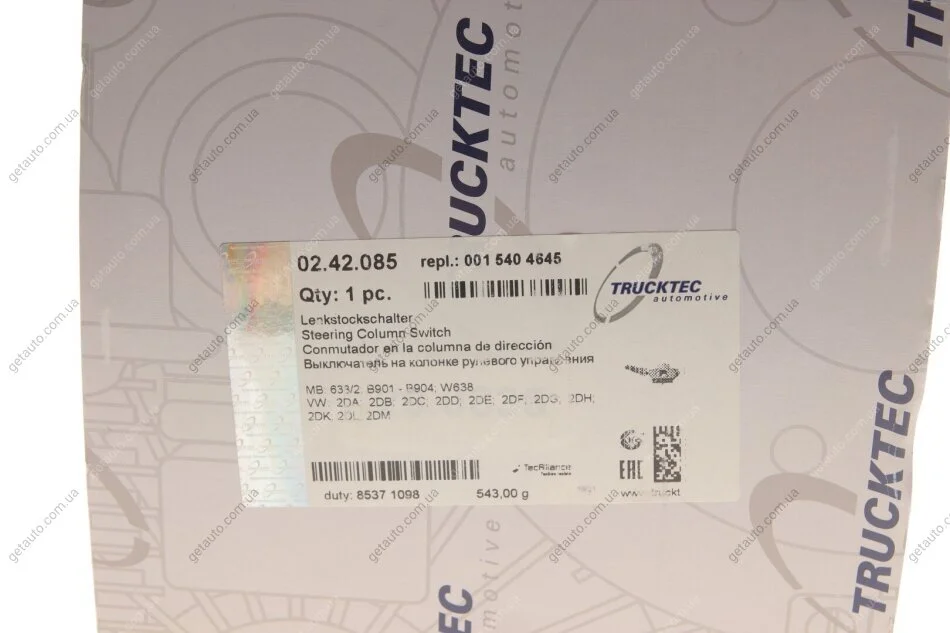 TRUCKTEC
automotive
02.42.085 repl.: 001 540 4645
Qty: 1 pc.
TRUCKTEC
automotive
Lenkstockschalter
Steering Column Switch
Conmutador en la columna de dirección
Выключатель на колонке рулевого управления
MB: 633/2; B901 - B904; W638
VW: 2DA; 2DB; 2DC; 2DD; 2DE; 2DF; 2DG; 2DH;
2DK; 2DL; 2DM
TecAlliance
EAC
duty: 8537 1098 543,00 g
www.truckt
TRUCKTEC
getauto.com.ua